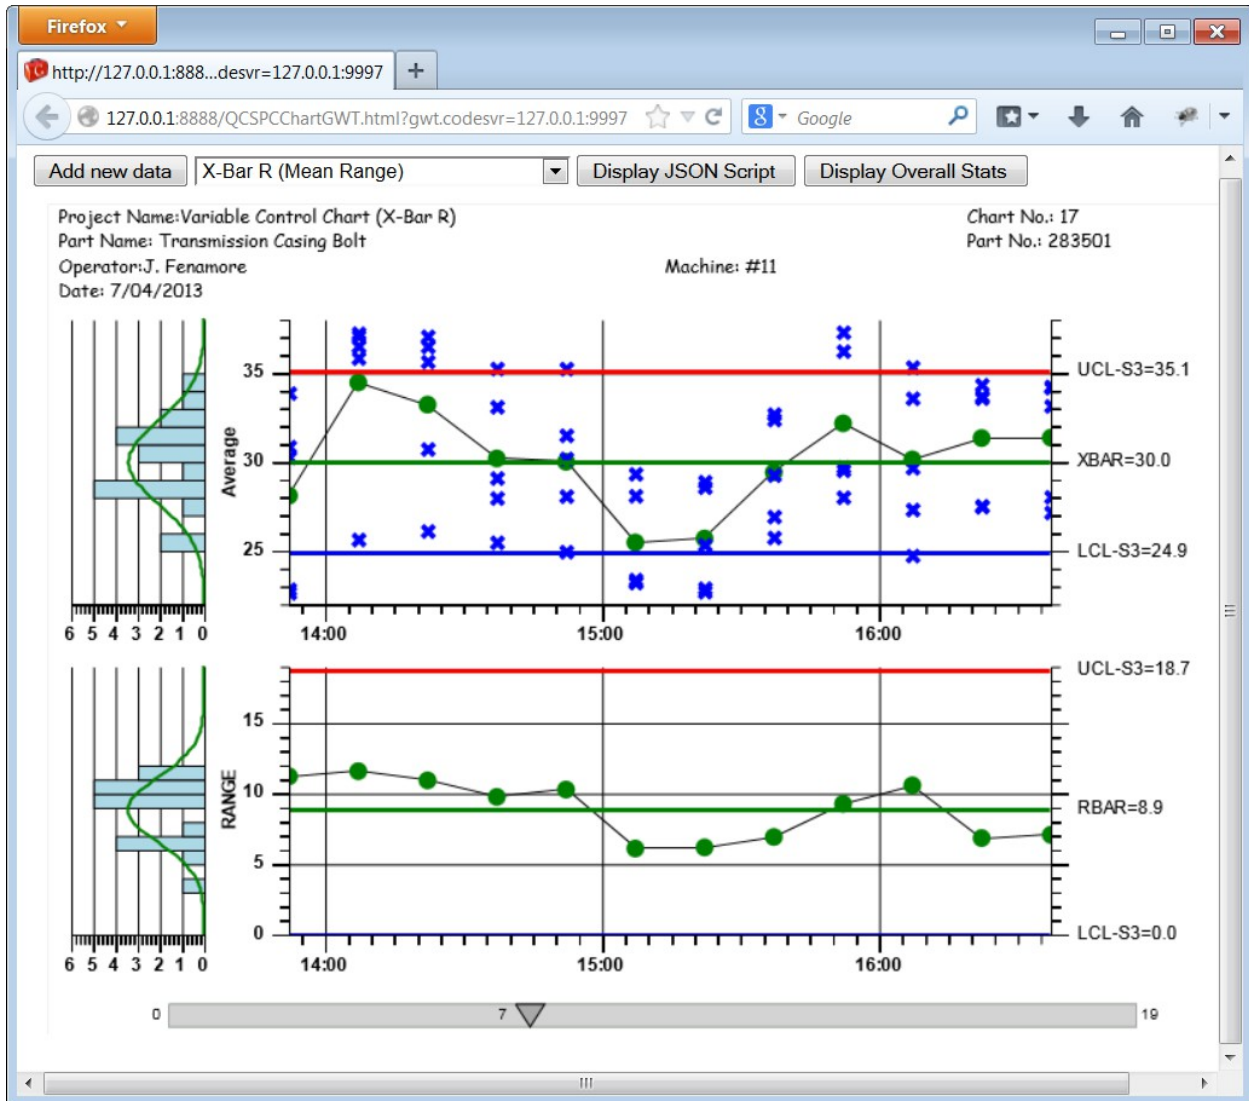 Firefox
http://127.0.0.1:888...desvr=127.0.0.1:9997 +
127.0.0.1:8888/QCSPCChartGWT.html?gwt.codesvr=127.0.0.1:9997 8 Google
Add new data X-Bar R (Mean Range) Display JSON Script Display Overall Stats
Project Name:Variable Control Chart (X-Bar R) Chart No.: 17
Part Name: Transmission Casing Bolt Part No.: 283501
Operator:J. Fenamore Machine: #11
Date: 7/04/2013
35 UCL-S3=35.1
Average
30 XBAR=30.0
25 LCL-S3=24.9
6 5 4 3 2 1 0 14:00 15:00 16:00
UCL-S3=18.7
15
RANGE
10 RBAR=8.9
5
0 LCL-S3=0.0
6 5 4 3 2 1 0 14:00 15:00 16:00
0 7 19